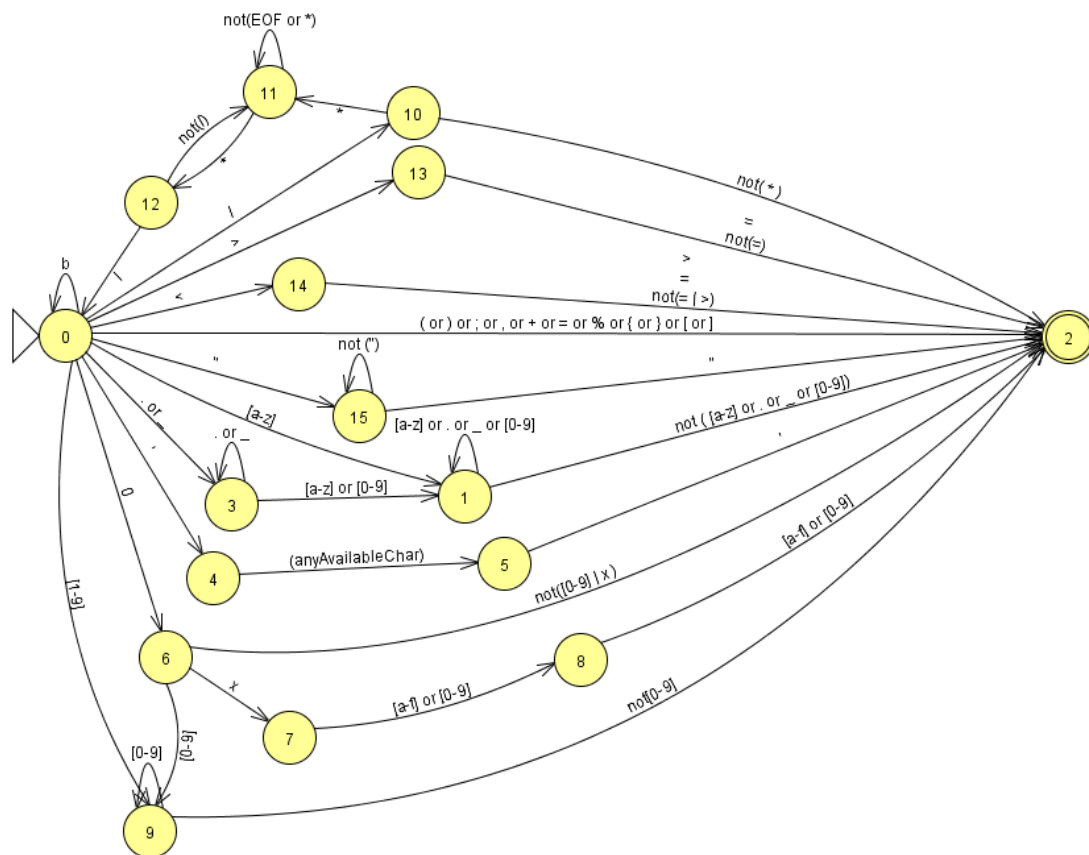 not(EOF or *)
11
10
*
not(/)
*
13
not( *)
12
/
=
not(=)
>
/
b
14
>
=
not(= | >)
<
0
( or ) or ; or , or + or = or % or { or } or [ or ]
2
"
not (")
"
15
[a-z]
[a-z] or . or _ or [0-9]
not ( [a-z] or . or _ or [0-9])
. or _
. or _
'
'
3
[a-z] or [0-9]
1
0
[a-f] or [0-9]
(anyAvailableChar)
5
4
[1-9]
not([0-9] | x)
6
8
x
[a-f] or [0-9]
not[0-9]
7
[0-9]
[0-9]
9